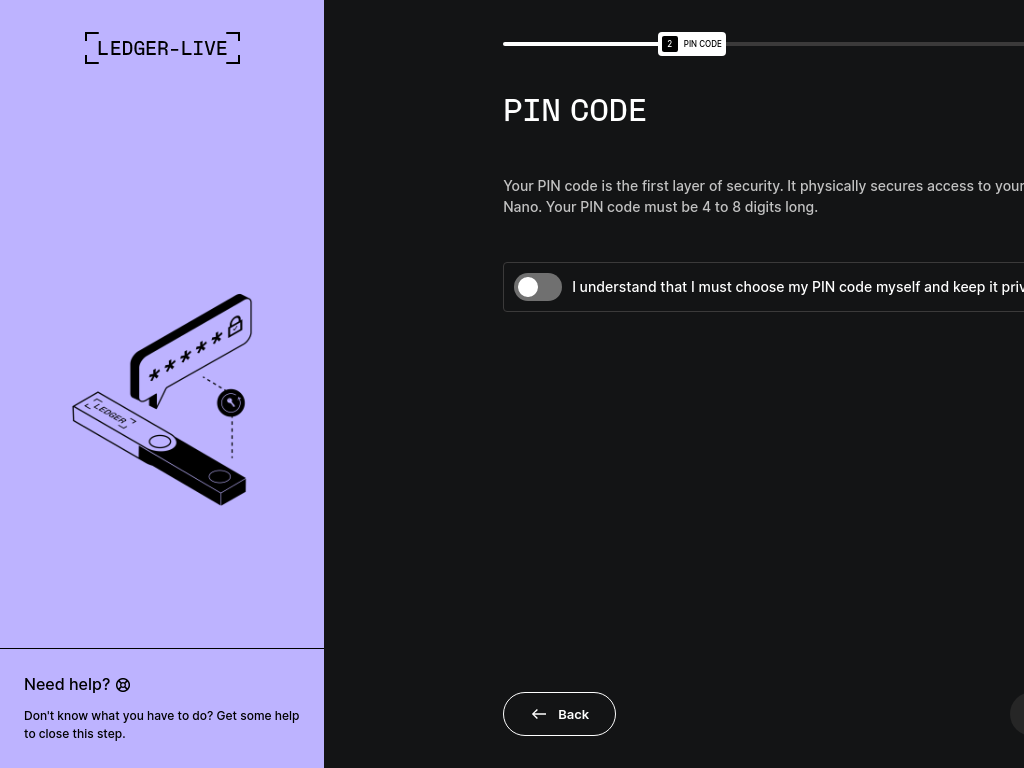 LEDGER-LIVE
2 PIN CODE
PIN CODE
Your PIN code is the first layer of security. It physically secures access to your
Nano. Your PIN code must be 4 to 8 digits long.
I understand that I must choose my PIN code myself and keep it
*****
LEDGER
Need help?
Don't know what you have to do? Get some help
to close this step.
Back